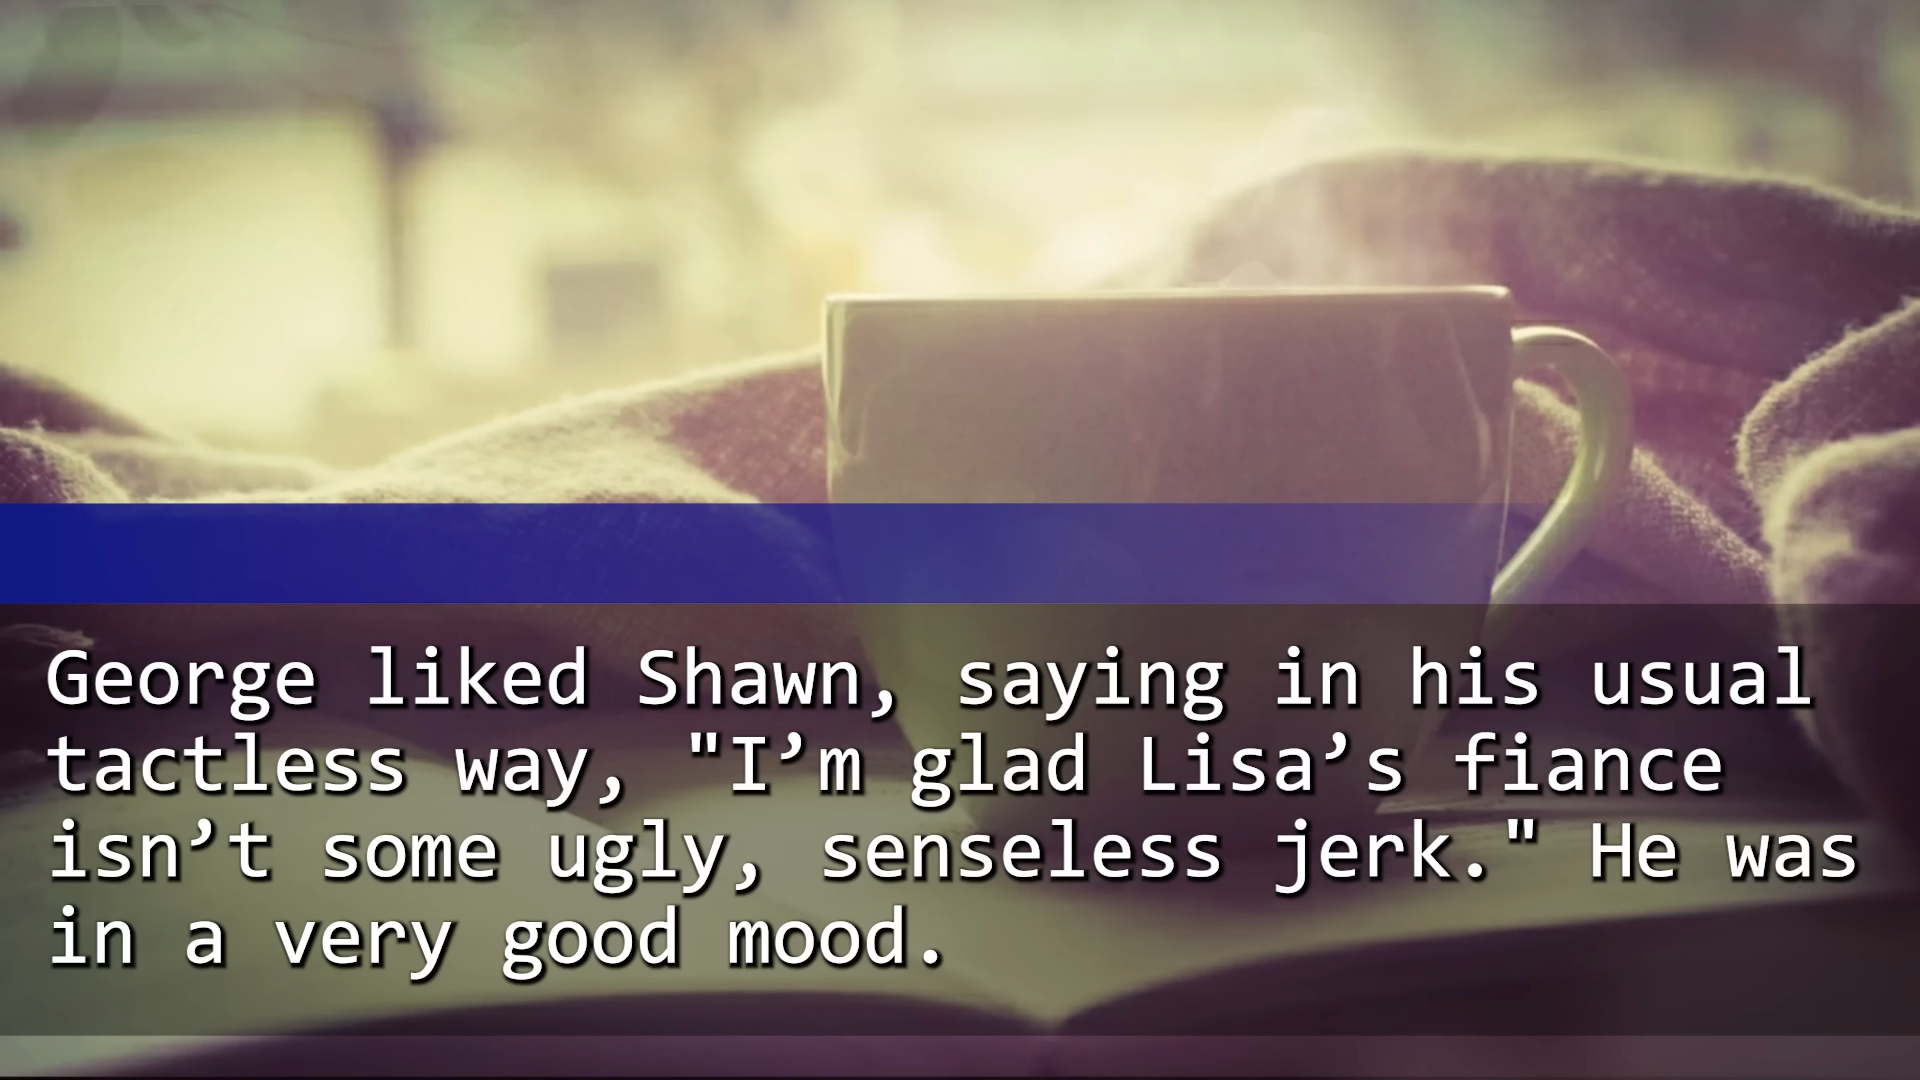 George liked Shawn, saying in his usual
tactless way, "I’m glad Lisa’s fiance
isn’t some ugly, senseless jerk." He was
in a very good mood.